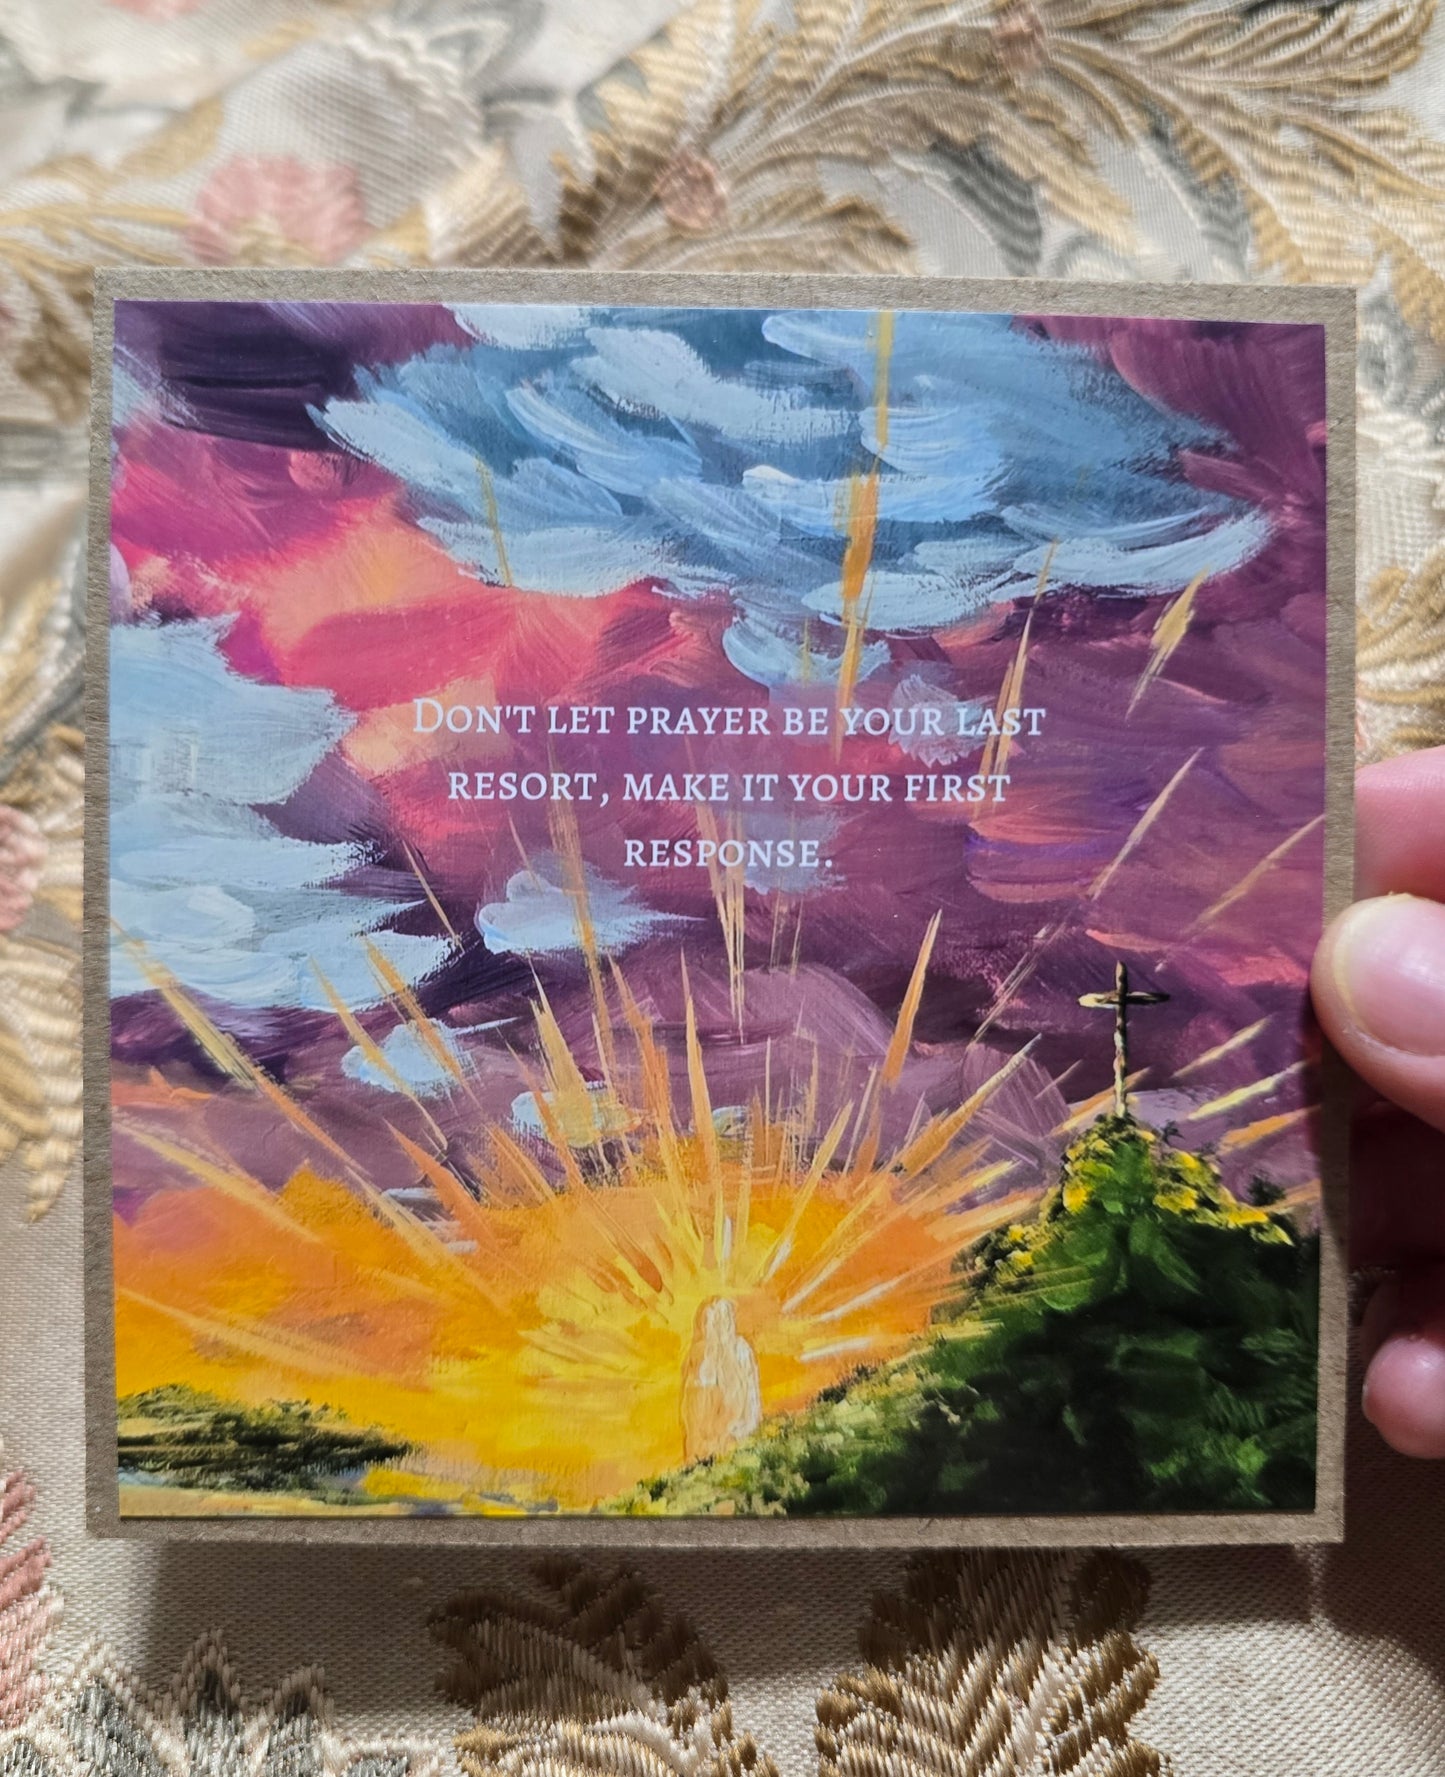 Don't let prayer be your last
resort, make it your first
response.